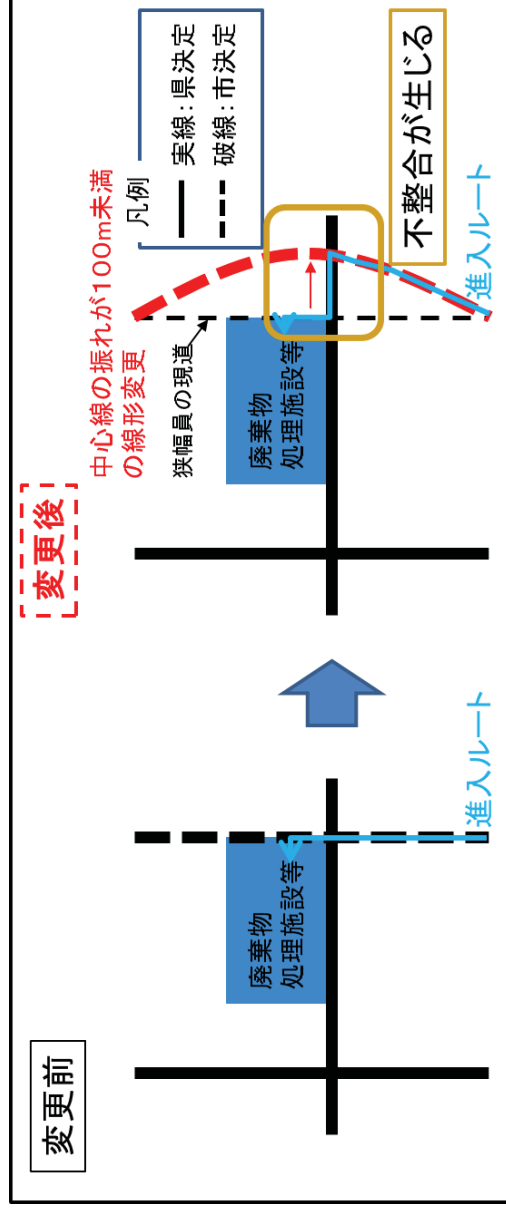 変更前
廃棄物
処理施設等
進入ルート
変更後
中心線の振れが100m未満
の線形変更
狭幅員の現道
廃棄物
処理施設等
凡例
実線：県決定
破線：市決定
不整合が生じる
進入ルート